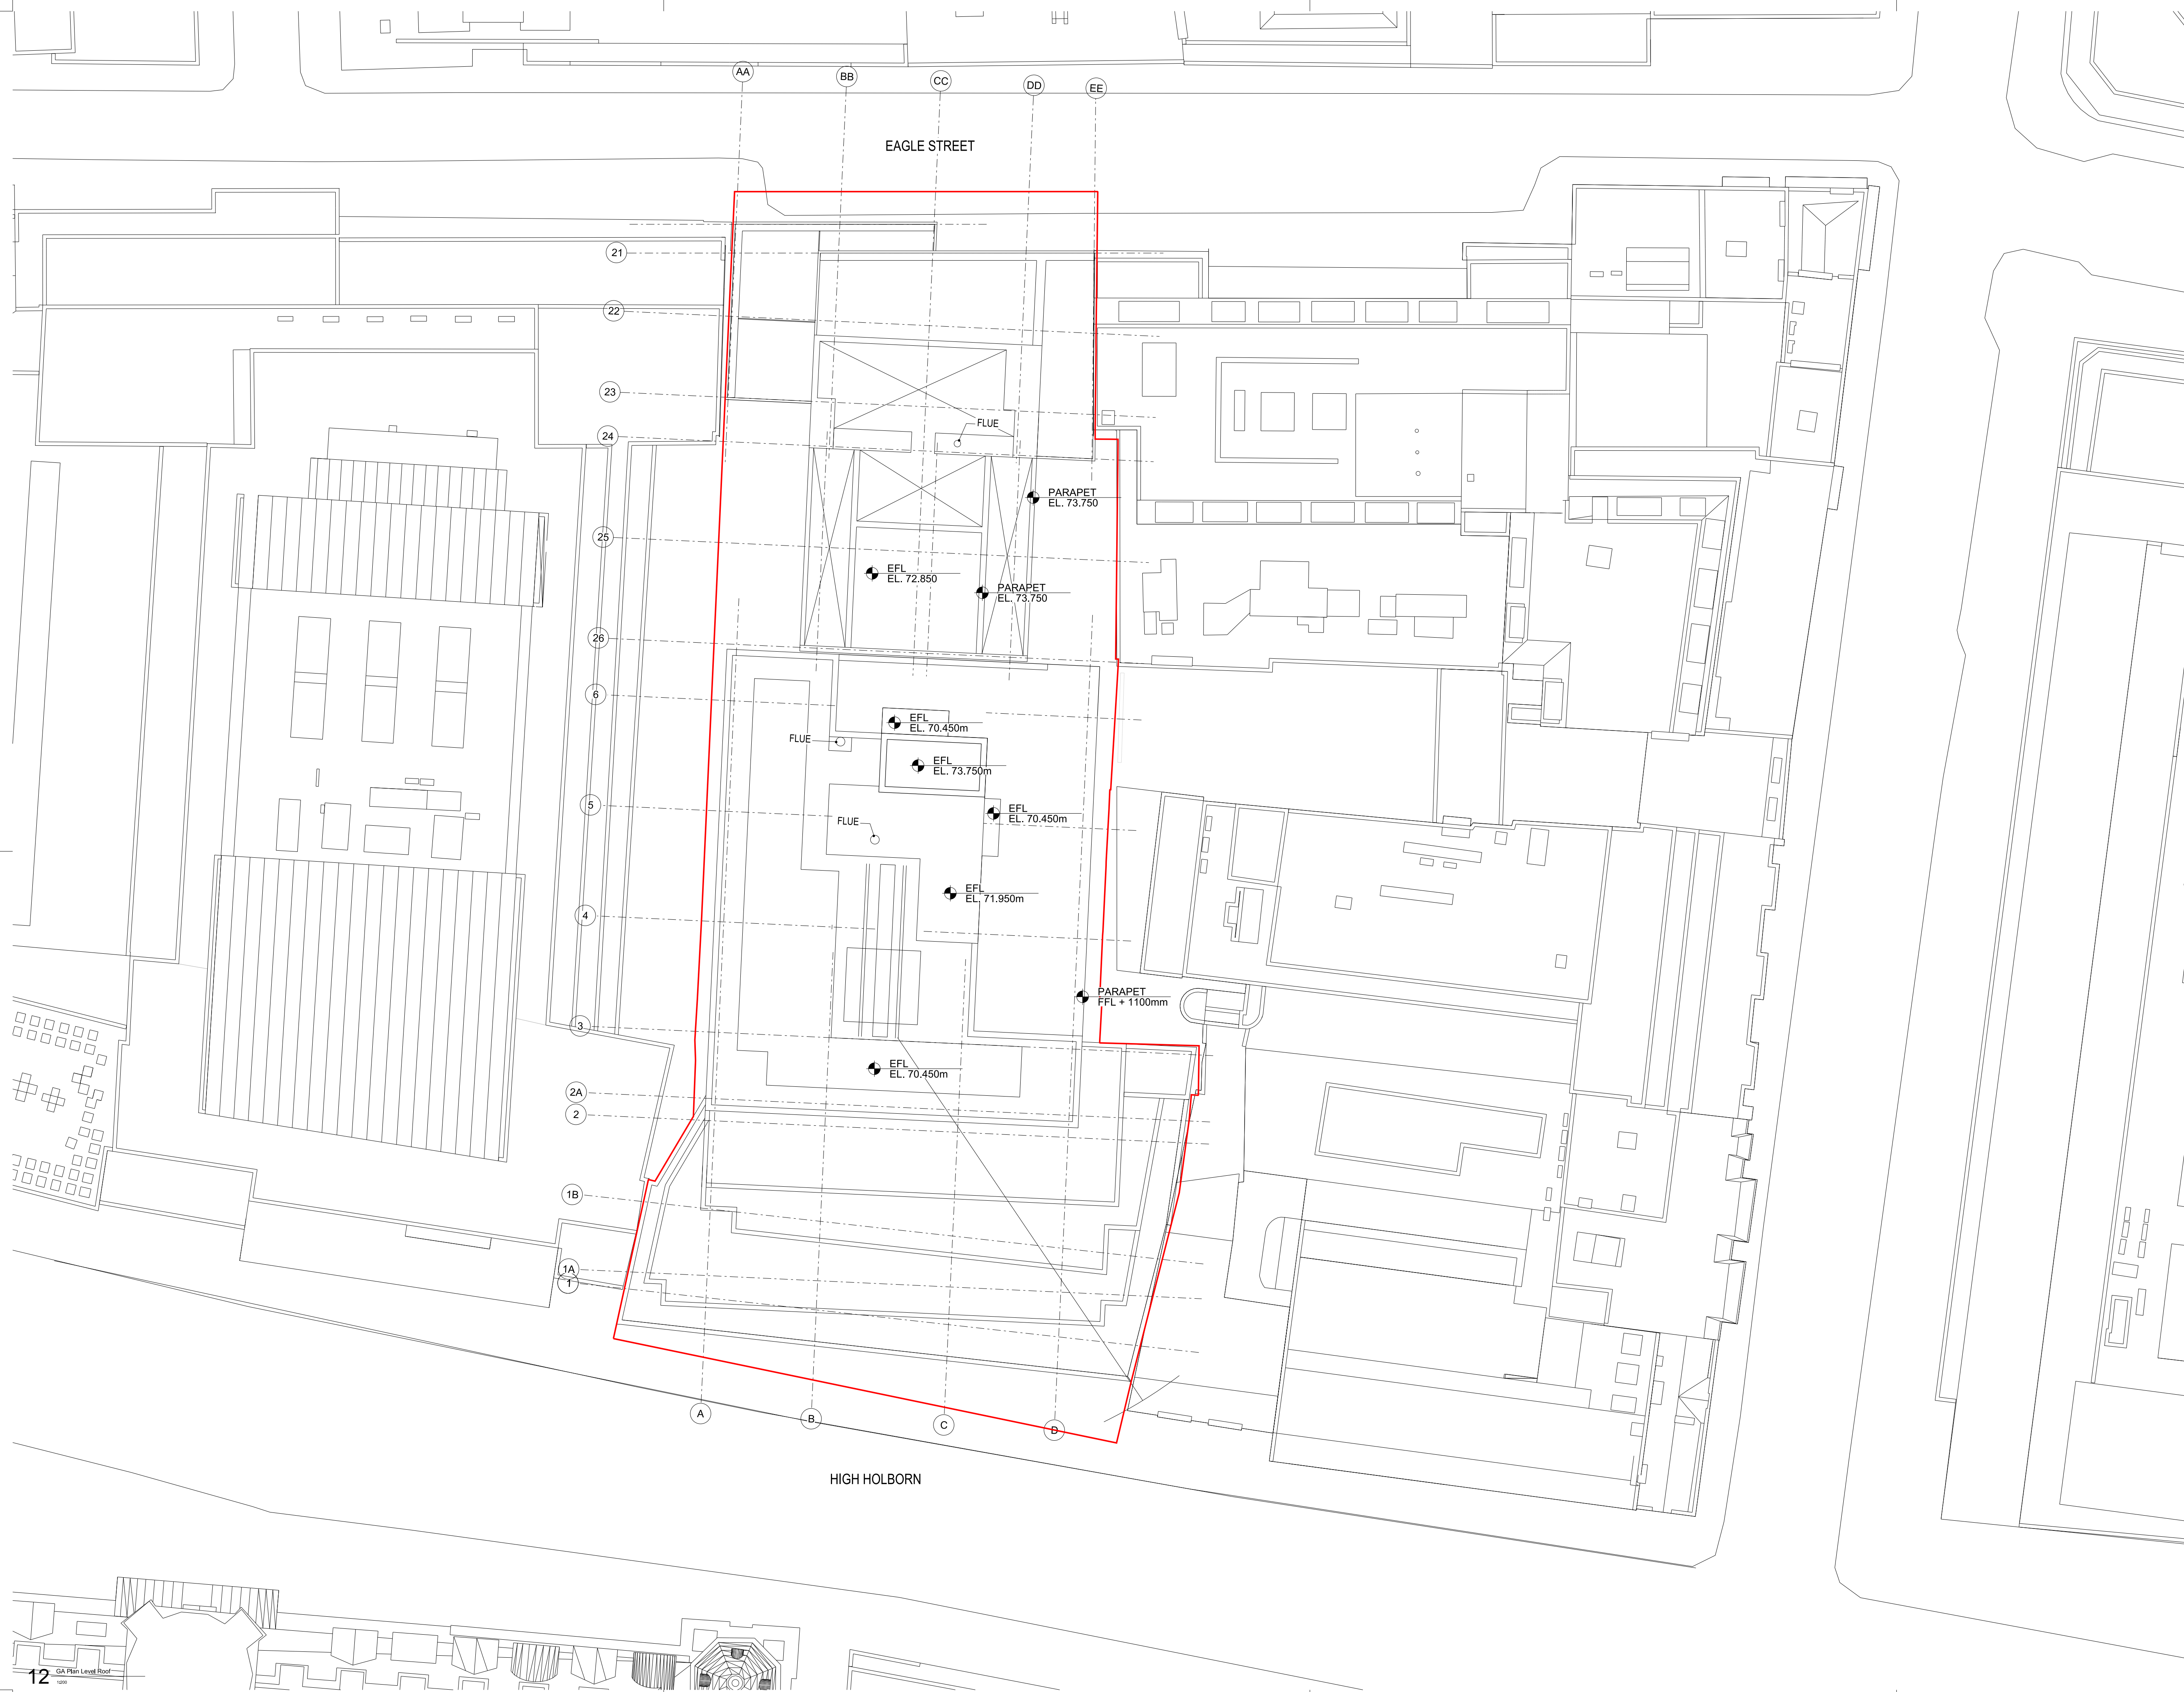 AA
BB
CC
DD
EE
EAGLE STREET
21
22
23
24
FLUE
PARAPET
EL. 73.750
25
EFL
EL. 72.850
PARAPET
EL. 73.750
26
6
EFL
EL. 70.450m
FLUE
EFL
EL. 73.750m
5
EFL
EL. 70.450m
FLUE
EFL
EL. 71.950m
4
PARAPET
FFL + 1100mm
3
EFL
EL. 70.450m
2A
2
1B
1A
1
A
B
C
D
HIGH HOLBORN
12
GA Plan Level Roof
1:200